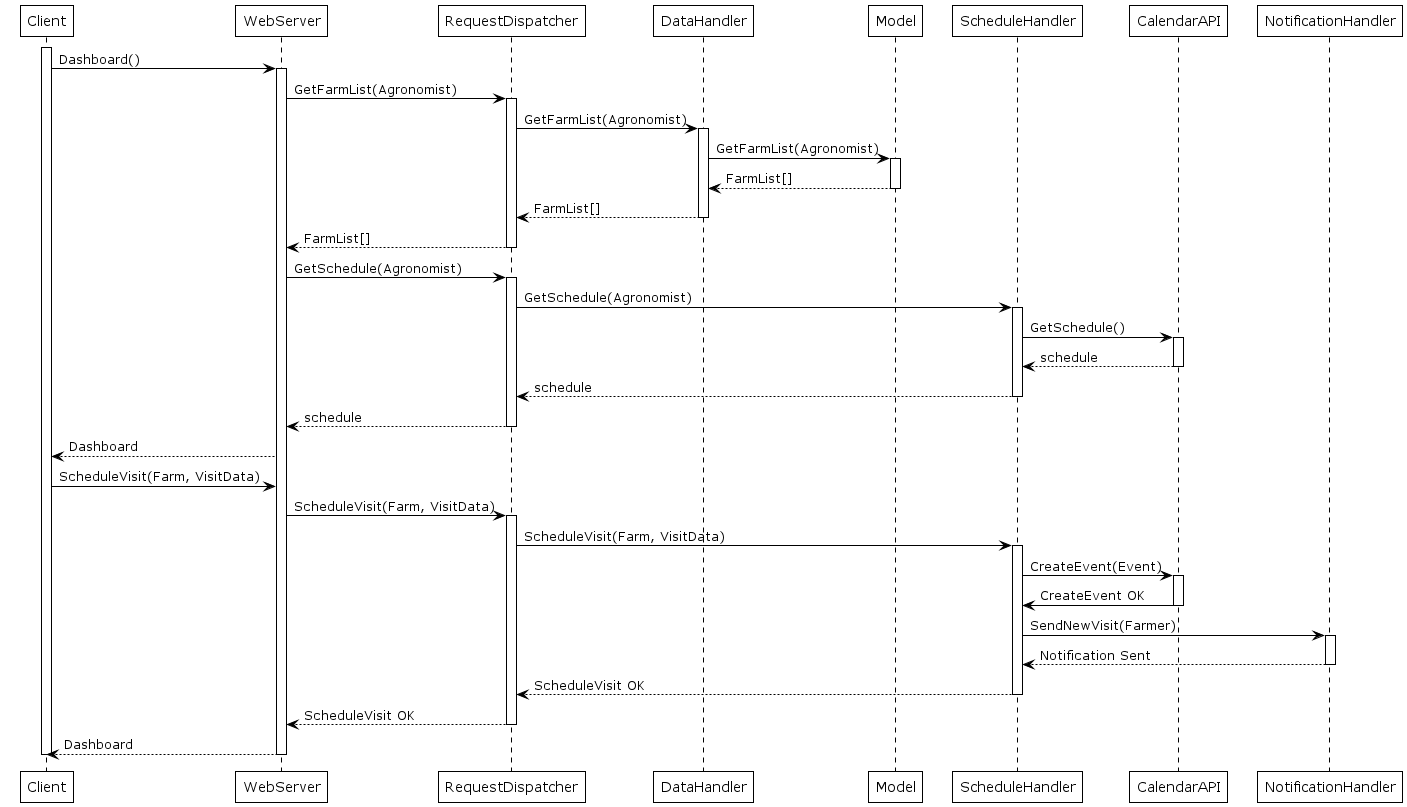 Client WebServer RequestDispatcher DataHandler Model ScheduleHandler CalendarAPI NotificationHandler
Dashboard()
GetFarmList(Agronomist)
GetFarmList(Agronomist)
GetFarmList(Agronomist)
FarmList[]
FarmList[]
FarmList[]
GetSchedule(Agronomist)
GetSchedule(Agronomist)
GetSchedule()
schedule
schedule
schedule
Dashboard
ScheduleVisit(Farm, VisitData)
ScheduleVisit(Farm, VisitData)
ScheduleVisit(Farm, VisitData)
CreateEvent(Event)
CreateEvent OK
SendNewVisit(Farmer)
Notification Sent
ScheduleVisit OK
ScheduleVisit OK
Dashboard
Client WebServer RequestDispatcher DataHandler Model ScheduleHandler CalendarAPI NotificationHandler